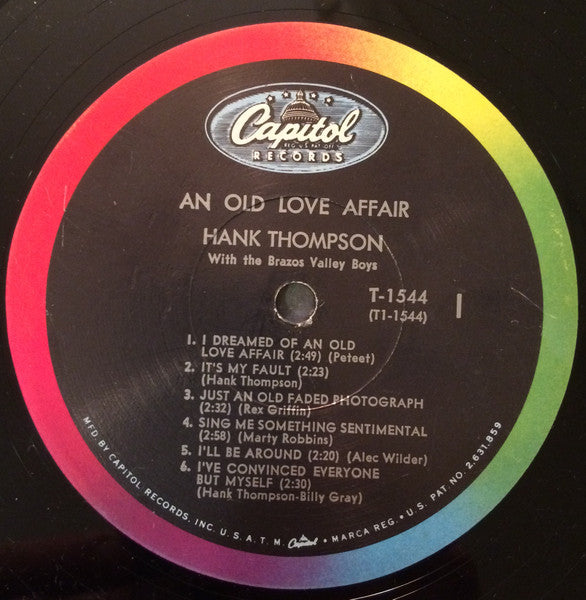 Capitol
REG. U.S. PAT. OFF.
RECORDS
AN OLD LOVE AFFAIR
HANK THOMPSON
With the Brazos Valley Boys
T-1544
(T1-1544)
1
1. I DREAMED OF AN OLD
LOVE AFFAIR (2:49) (Peteet)
2. IT'S MY FAULT (2:23)
(Hank Thompson)
3. JUST AN OLD FADED PHOTOGRAPH
(2:32) (Rex Griffin)
4. SING ME SOMETHING SENTIMENTAL
(2:58) (Marty Robbins)
5. I'LL BE AROUND (2:20) (Alec Wilder)
6. I'VE CONVINCED EVERYONE
BUT MYSELF (2:30)
(Hank Thompson-Billy Gray)
MFD BY CAPITOL RECORDS, INC. U.S.A. T.M. Capitol • MARCA REG. • U.S. PAT. NO. 2,631,859